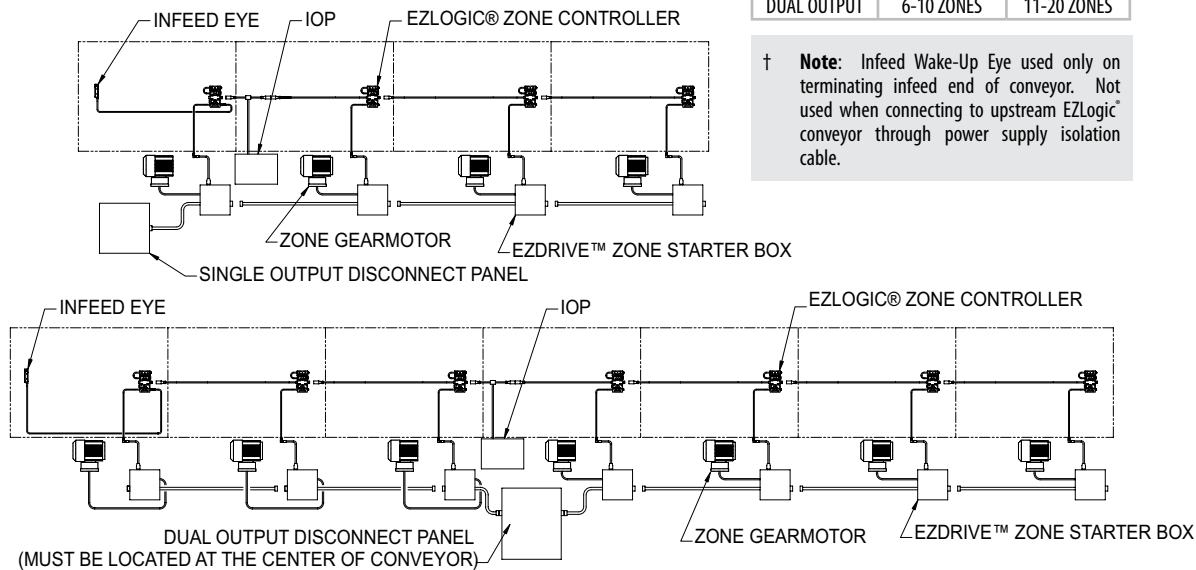 DUAL OUTPUT 6-10 ZONES 11-20 ZONES
† Note: Infeed Wake-Up Eye used only on
terminating infeed end of conveyor. Not
used when connecting to upstream EZLogic®
conveyor through power supply isolation
cable.
INFEED EYE
IOP
EZLOGIC® ZONE CONTROLLER
ZONE GEARMOTOR
EZDRIVE™ ZONE STARTER BOX
SINGLE OUTPUT DISCONNECT PANEL
INFEED EYE
IOP
EZLOGIC® ZONE CONTROLLER
DUAL OUTPUT DISCONNECT PANEL
(MUST BE LOCATED AT THE CENTER OF CONVEYOR)
ZONE GEARMOTOR
EZDRIVE™ ZONE STARTER BOX